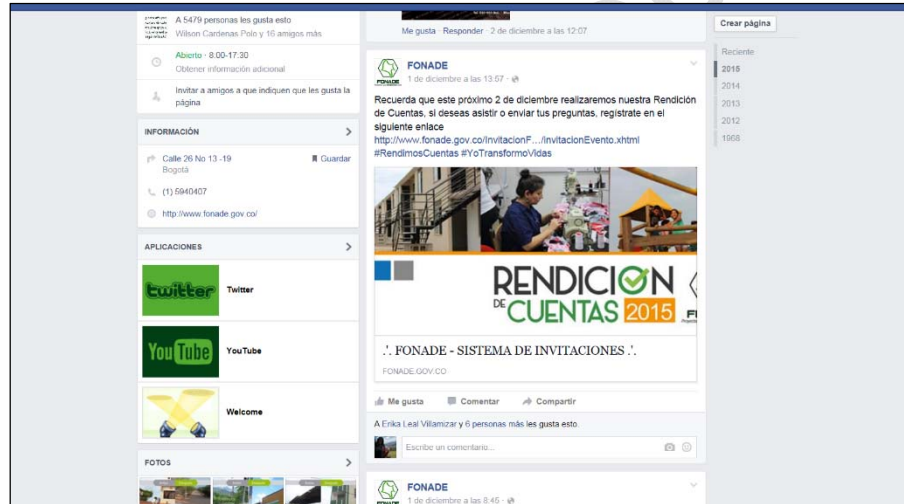 A 5479 personas les gusta esto
Wilson Cardenas Polo y 16 amigos más
Abierto · 8:00-17:30
Obtener información adicional
Invitar a amigos a que indiquen que les gusta la
página
INFORMACIÓN
Calle 26 No 13 -19
Bogotá
Guardar
(1) 5940407
http://www.fonade.gov.co/
APLICACIONES
Twitter
Twitter
You Tube
YouTube
Welcome
FOTOS
Me gusta · Responder · 2 de diciembre a las 12:07
FONADE
FONADE
1 de diciembre a las 13:57 ·
Recuerda que este próximo 2 de diciembre realizaremos nuestra Rendición
de Cuentas, si deseas asistir o enviar tus preguntas, regístrate en el
siguiente enlace
http://www.fonade.gov.co/InvitacionF…/InvitacionEvento.xhtml
#RendimosCuentas #YoTransformoVidas
RENDICIÓN
DE CUENTAS 2015
.'. FONADE - SISTEMA DE INVITACIONES .'.
FONADE.GOV.CO
Me gusta Comentar Compartir
A Erika Leal Villamizar y 6 personas más les gusta esto.
Escribe un comentario...
FONADE
FONADE
1 de diciembre a las 8:45 ·
Crear página
Reciente
2015
2014
2013
2012
1968